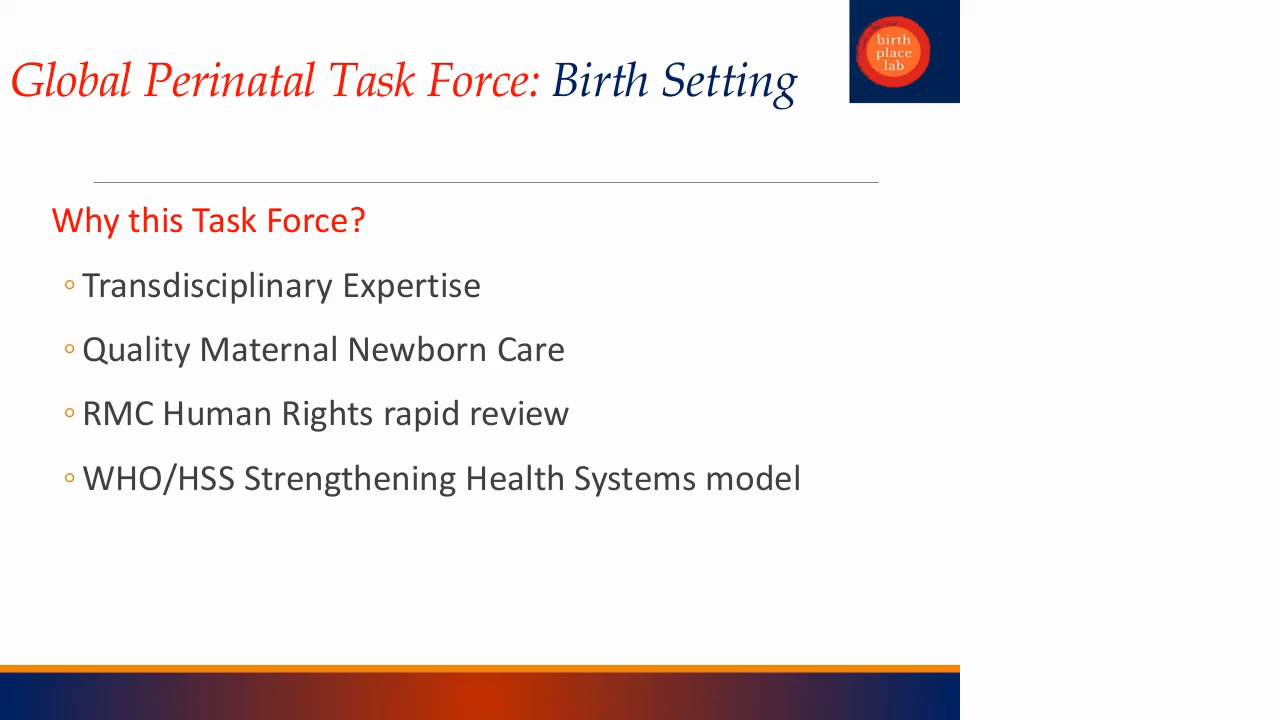 Global Perinatal Task Force: Birth Setting
birth
place
lab
Why this Task Force?
◦ Transdisciplinary Expertise
◦ Quality Maternal Newborn Care
◦ RMC Human Rights rapid review
◦ WHO/HSS Strengthening Health Systems model